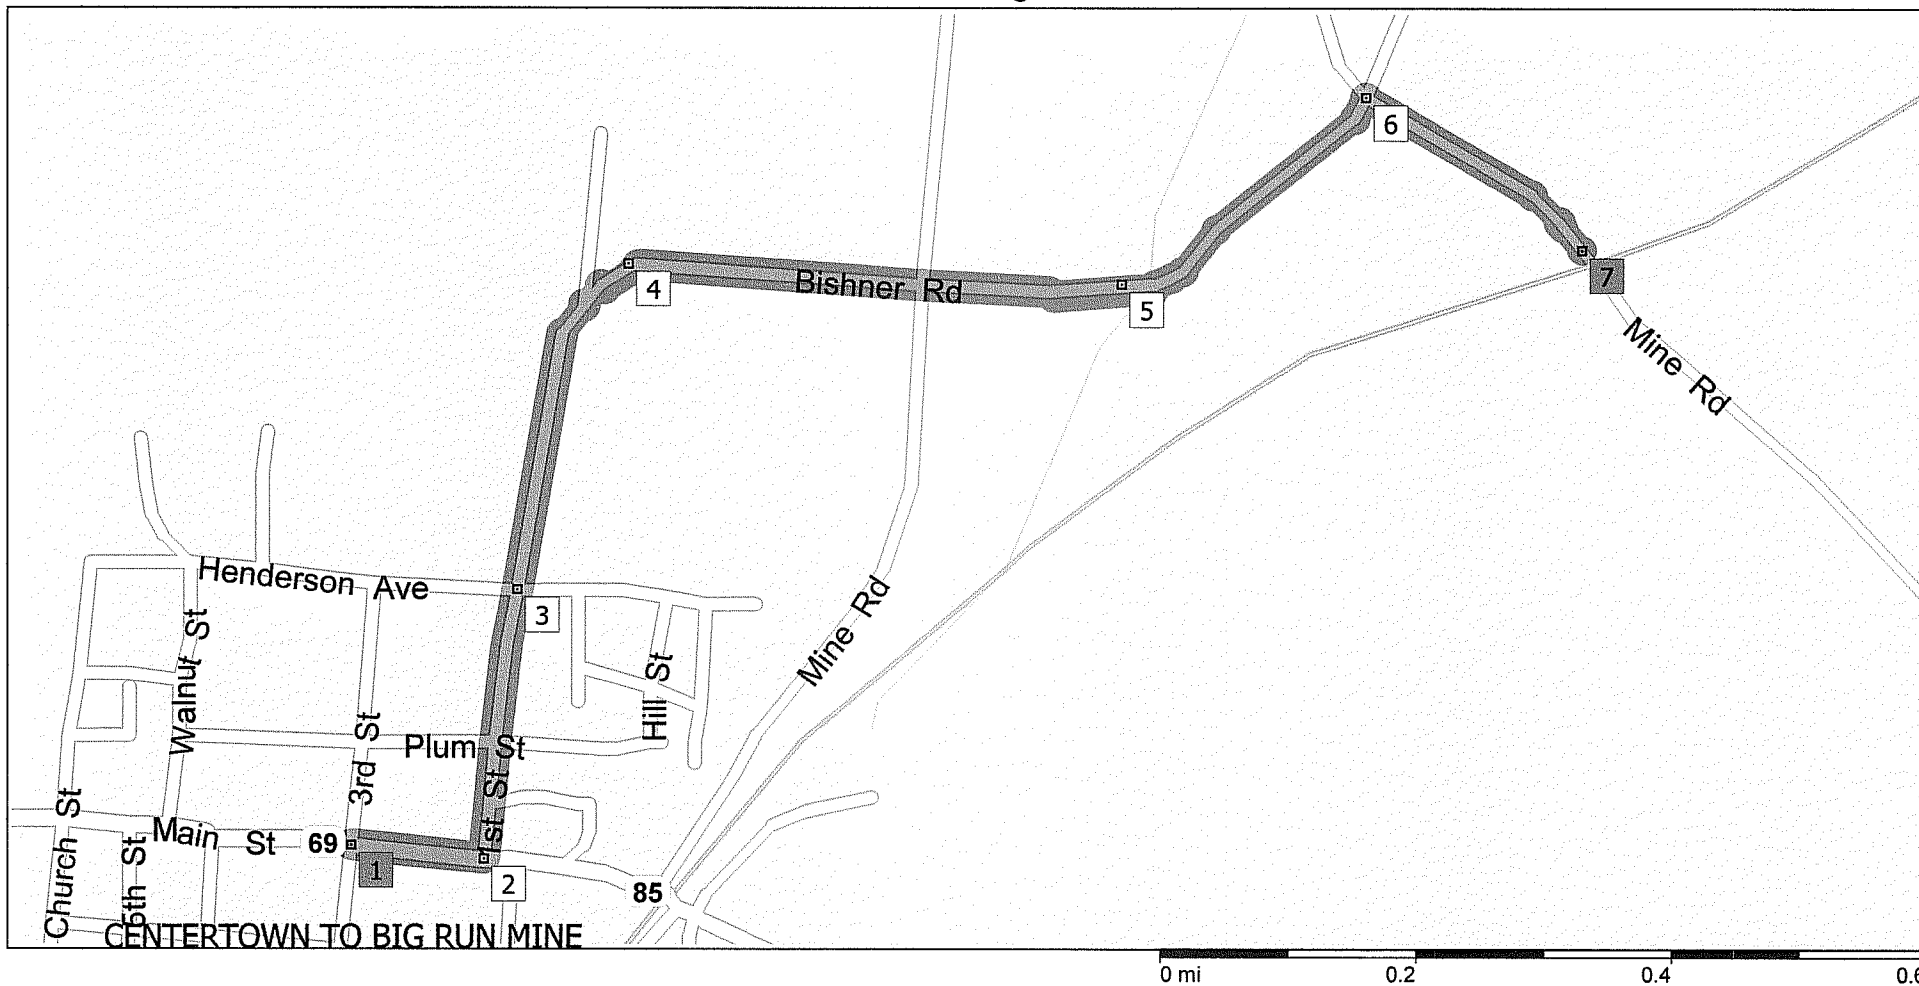 6
4
Bishner Rd
5
7
Mine Rd
Henderson Ave
3
Mine Rd
Walnut St
Hill St
3rd St
Plum St
1st St
Church St
Main St
69
5th St
1
2
85
CENTERTOWN TO BIG RUN MINE
0 mi
0.2
0.4
0.6